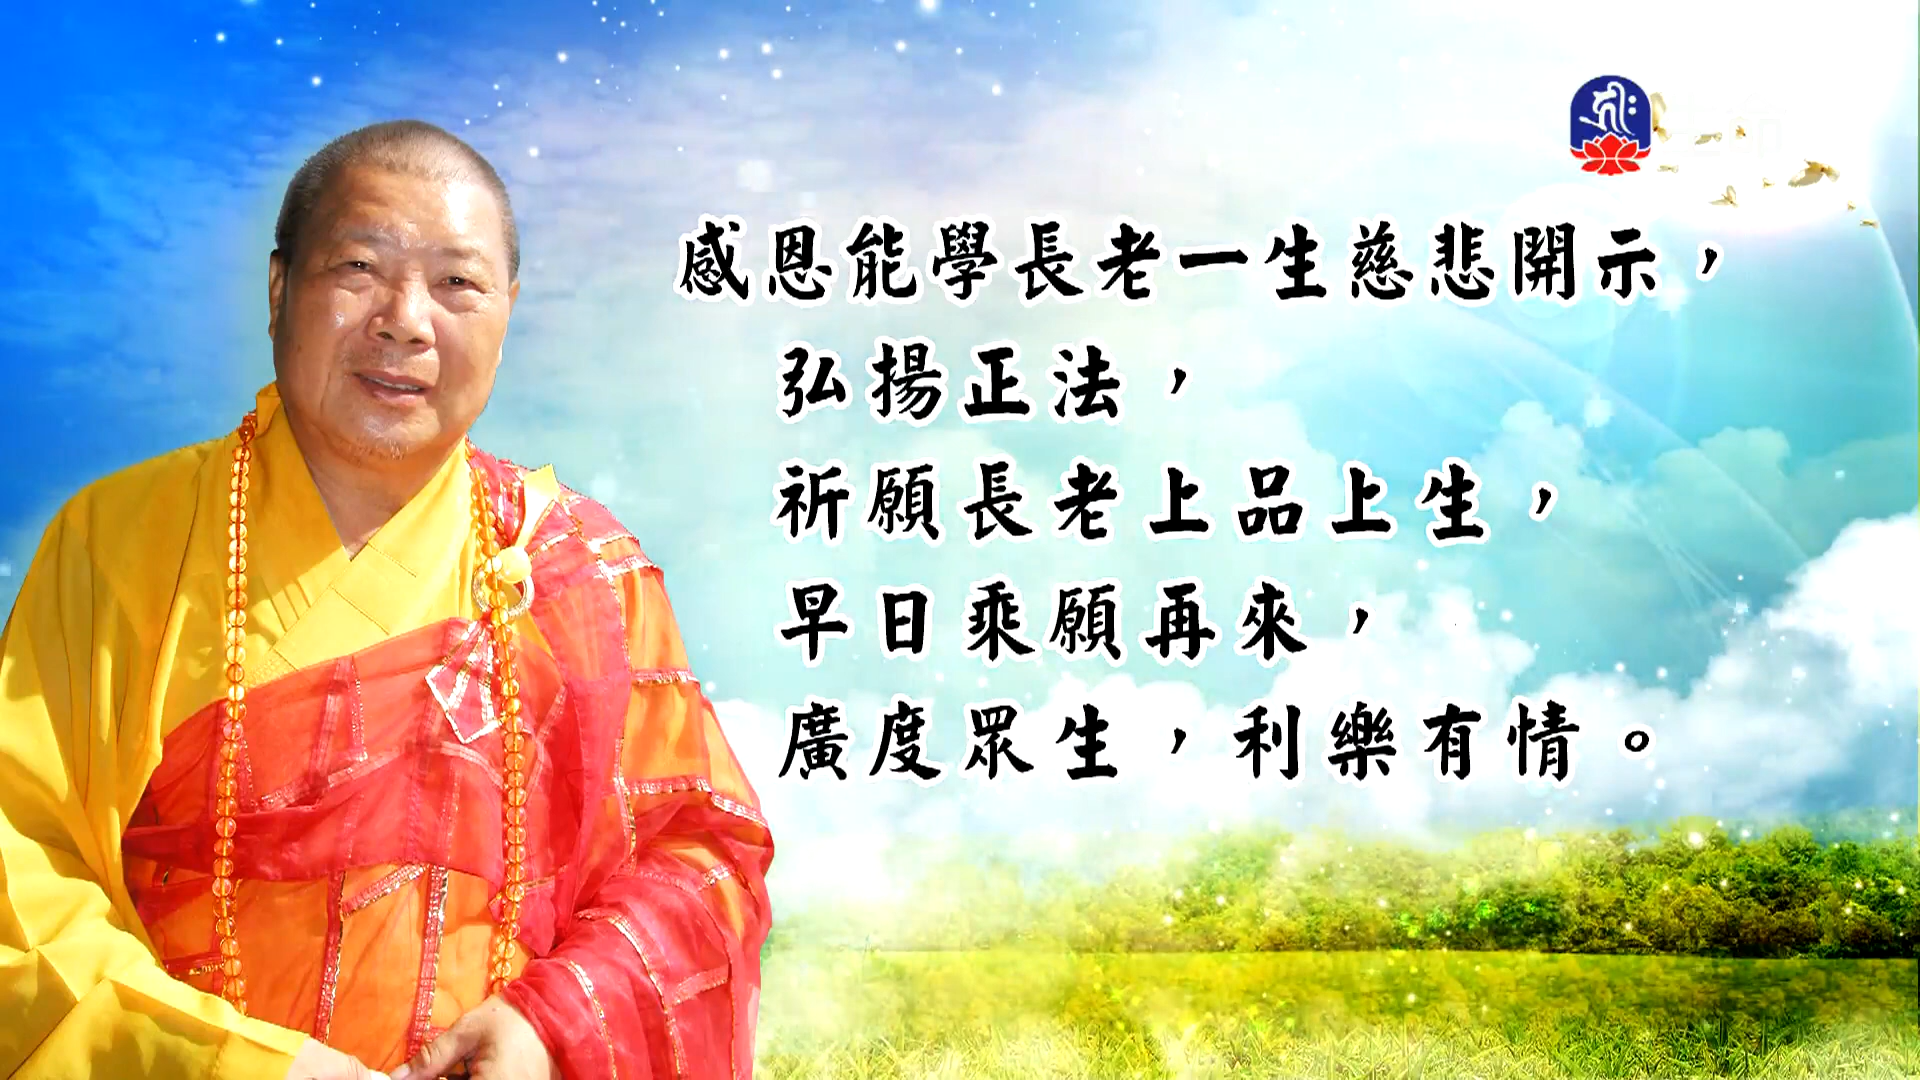 感恩能學長老一生慈悲開示，
弘揚正法，
祈願長老上品上生，
早日乘願再來，
廣度眾生，利樂有情。